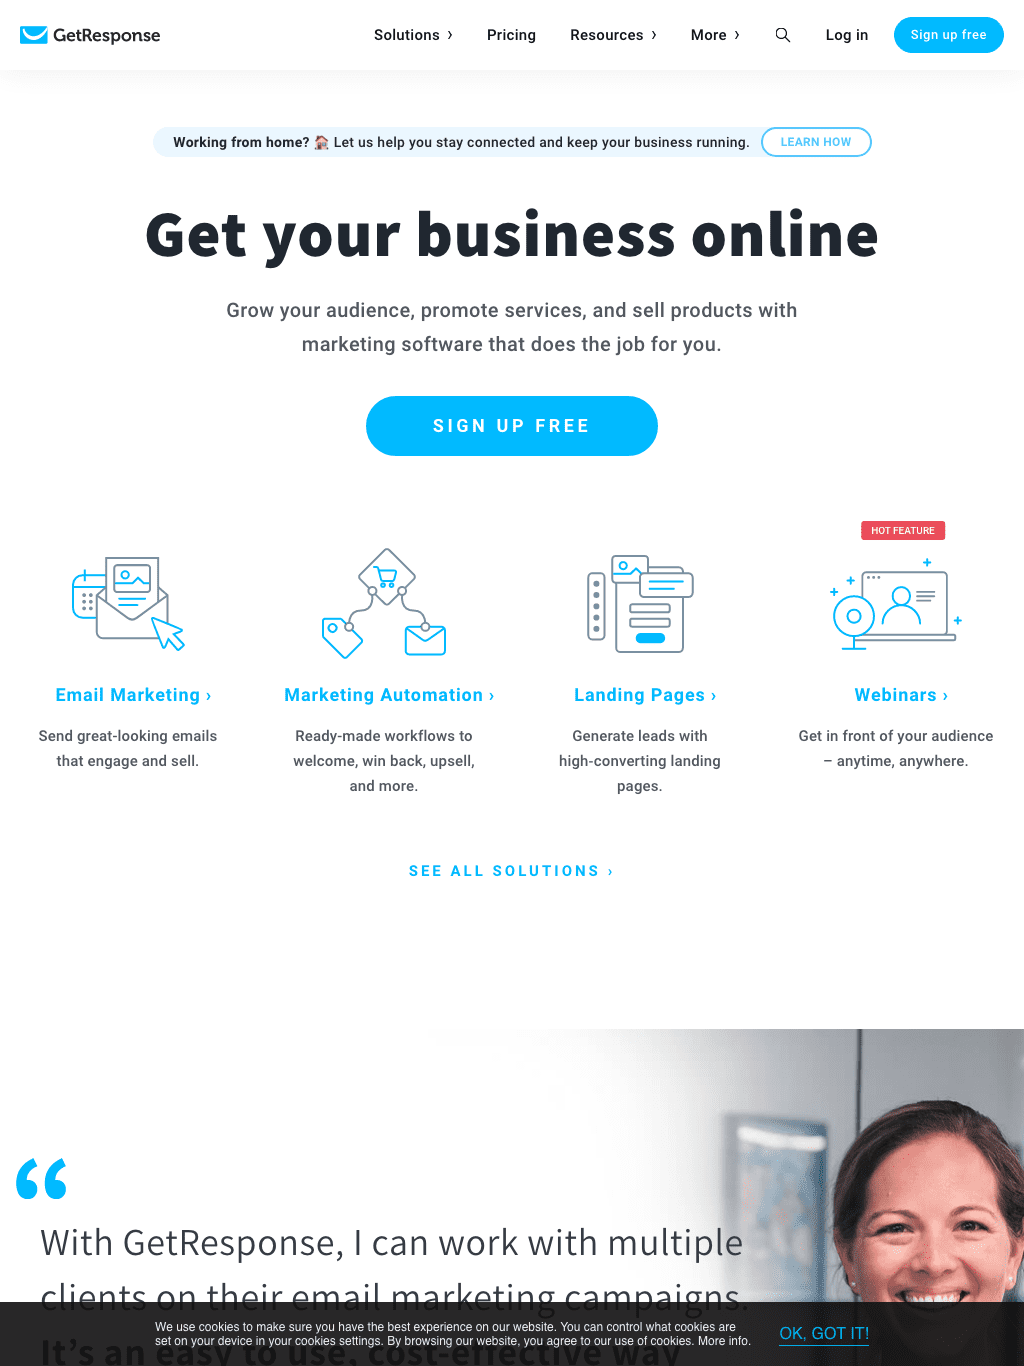 GetResponse
Solutions ›
Pricing
Resources ›
More ›
Log in
Sign up free
Working from home? 🏠 Let us help you stay connected and keep your business running.
LEARN HOW
Get your business online
Grow your audience, promote services, and sell products with
marketing software that does the job for you.
SIGN UP FREE
HOT FEATURE
Email Marketing ›
Send great-looking emails
that engage and sell.
Marketing Automation ›
Ready-made workflows to
welcome, win back, upsell,
and more.
Landing Pages ›
Generate leads with
high-converting landing
pages.
Webinars ›
Get in front of your audience
– anytime, anywhere.
SEE ALL SOLUTIONS ›
“
With GetResponse, I can work with multiple
clients on their email marketing campaigns.
It’s an easy to use, cost-effective way
We use cookies to make sure you have the best experience on our website. You can control what cookies are
set on your device in your cookies settings. By browsing our website, you agree to our use of cookies. More info.
OK, GOT IT!